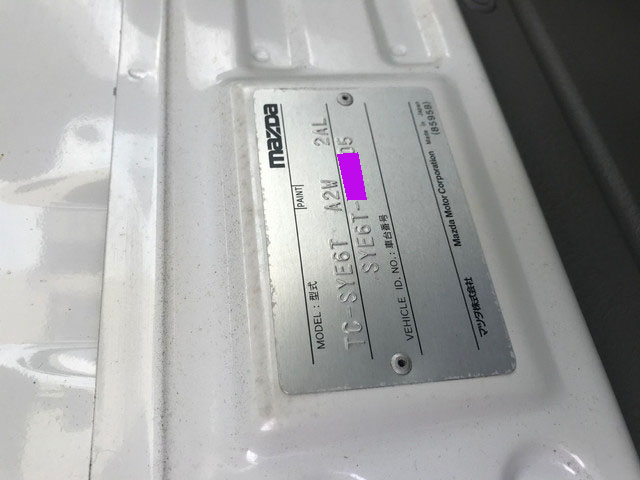 mazda
PAINT
MODEL : 型式
TC-SYE6T A2W 2AL
SYE6T- 05
VEHICLE ID. NO.: 車台番号
Mazda Motor Corporation Made in Japan
マツダ株式会社 (8595B)